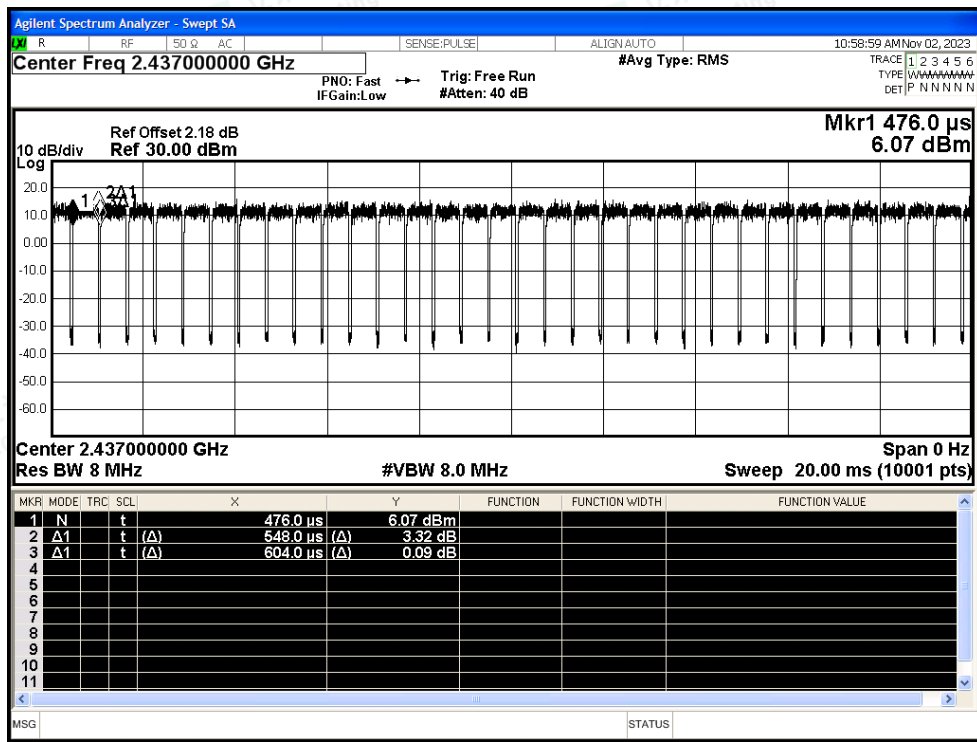 Agilent Spectrum Analyzer - Swept SA
LXI R RF 50 Ω AC SENSE:PULSE ALIGN AUTO 10:58:59 AM Nov 02, 2023
Center Freq 2.437000000 GHz
#Avg Type: RMS
TRACE 1 2 3 4 5 6
PNO: Fast Trig: Free Run
TYPE WWWWWW
IFGain:Low #Atten: 40 dB
DET P N N N N N
Mkr1 476.0 µs
Ref Offset 2.18 dB
10 dB/div Ref 30.00 dBm 6.07 dBm
Log
20.0
1 2Δ1
3Δ1
10.0
0.00
-10.0
-20.0
-30.0
-40.0
-50.0
-60.0
Center 2.437000000 GHz Span 0 Hz
Res BW 8 MHz #VBW 8.0 MHz Sweep 20.00 ms (10001 pts)
MKR MODE TRC SCL X Y FUNCTION FUNCTION WIDTH FUNCTION VALUE
1 N t 476.0 µs 6.07 dBm
2 Δ1 t (Δ) 548.0 µs (Δ) 3.32 dB
3 Δ1 t (Δ) 604.0 µs (Δ) 0.09 dB
4
5
6
7
8
9
10
11
MSG STATUS